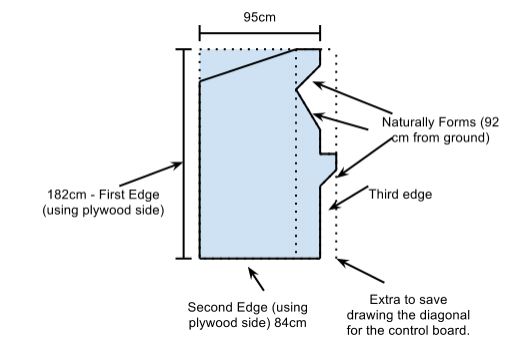 95cm
Naturally Forms (92
cm from ground)
182cm - First Edge
(using plywood side)
Third edge
Second Edge (using
plywood side) 84cm
Extra to save
drawing the diagonal
for the control board.